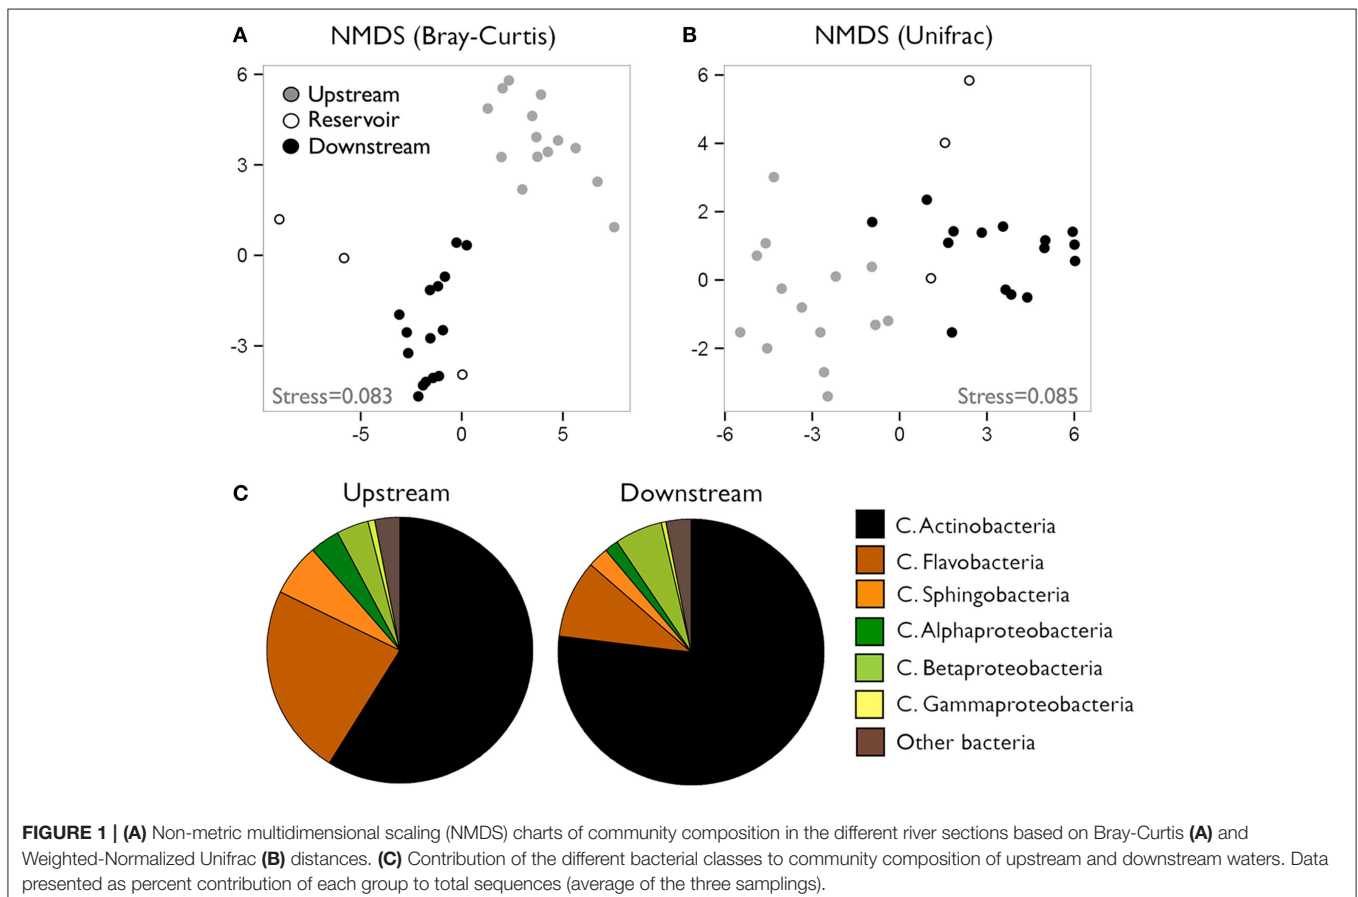 A NMDS (Bray-Curtis)
6
3
0
-3
Upstream
Reservoir
Downstream
Stress=0.083
-5 0 5
B NMDS (Unifrac)
6
4
2
0
-2
Stress=0.085
-6 -3 0 3 6
C Upstream Downstream
C. Actinobacteria
C. Flavobacteria
C. Sphingobacteria
C. Alphaproteobacteria
C. Betaproteobacteria
C. Gammaproteobacteria
Other bacteria
FIGURE 1 | (A) Non-metric multidimensional scaling (NMDS) charts of community composition in the different river sections based on Bray-Curtis (A) and
Weighted-Normalized Unifrac (B) distances. (C) Contribution of the different bacterial classes to community composition of upstream and downstream waters. Data
presented as percent contribution of each group to total sequences (average of the three samplings).